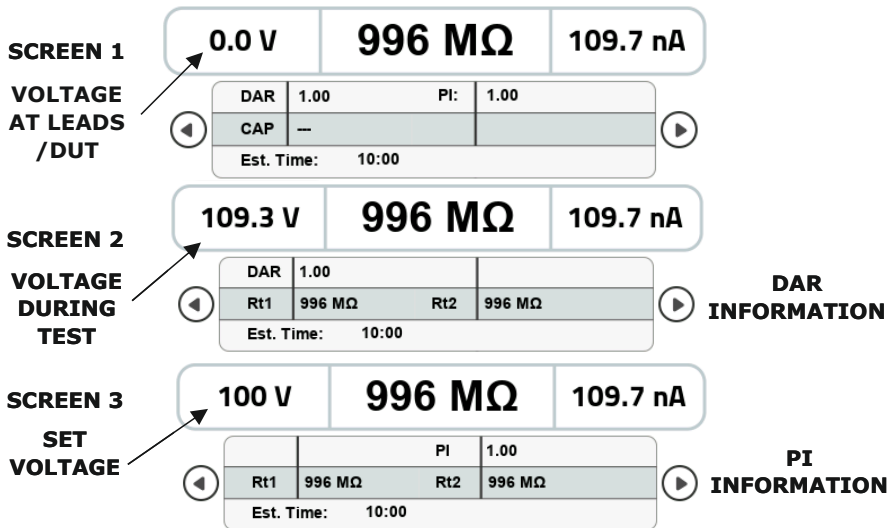 SCREEN 1
0.0 V 996 MΩ 109.7 nA
VOLTAGE
AT LEADS
/DUT
DAR 1.00 PI: 1.00
CAP ---
Est. Time: 10:00
SCREEN 2
109.3 V 996 MΩ 109.7 nA
VOLTAGE
DURING
TEST
DAR 1.00
Rt1 996 MΩ Rt2 996 MΩ
Est. Time: 10:00
DAR
INFORMATION
SCREEN 3
100 V 996 MΩ 109.7 nA
SET
VOLTAGE
PI 1.00
Rt1 996 MΩ Rt2 996 MΩ
Est. Time: 10:00
PI
INFORMATION